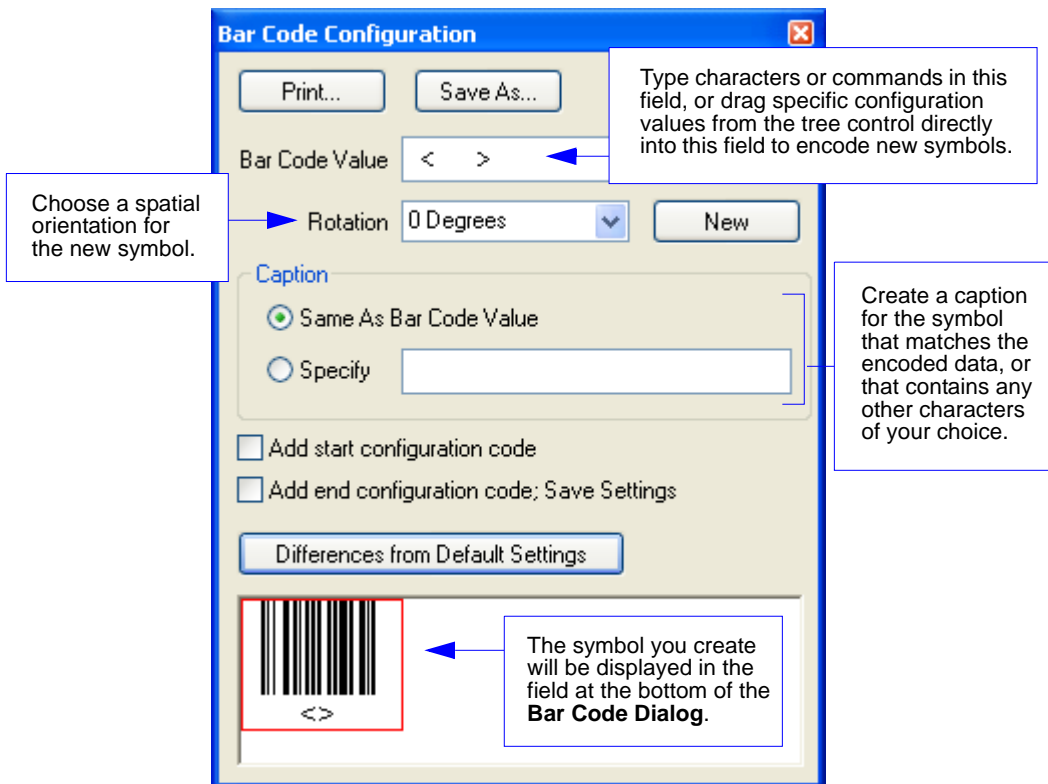 Bar Code Configuration
Print...
Save As...
Type characters or commands in this
field, or drag specific configuration
values from the tree control directly
into this field to encode new symbols.
Bar Code Value
< >
Choose a spatial
orientation for
the new symbol.
Rotation
0 Degrees
New
Caption
Same As Bar Code Value
Specify
Create a caption
for the symbol
that matches the
encoded data, or
that contains any
other characters
of your choice.
Add start configuration code
Add end configuration code; Save Settings
Differences from Default Settings
<>
The symbol you create
will be displayed in the
field at the bottom of the
Bar Code Dialog.